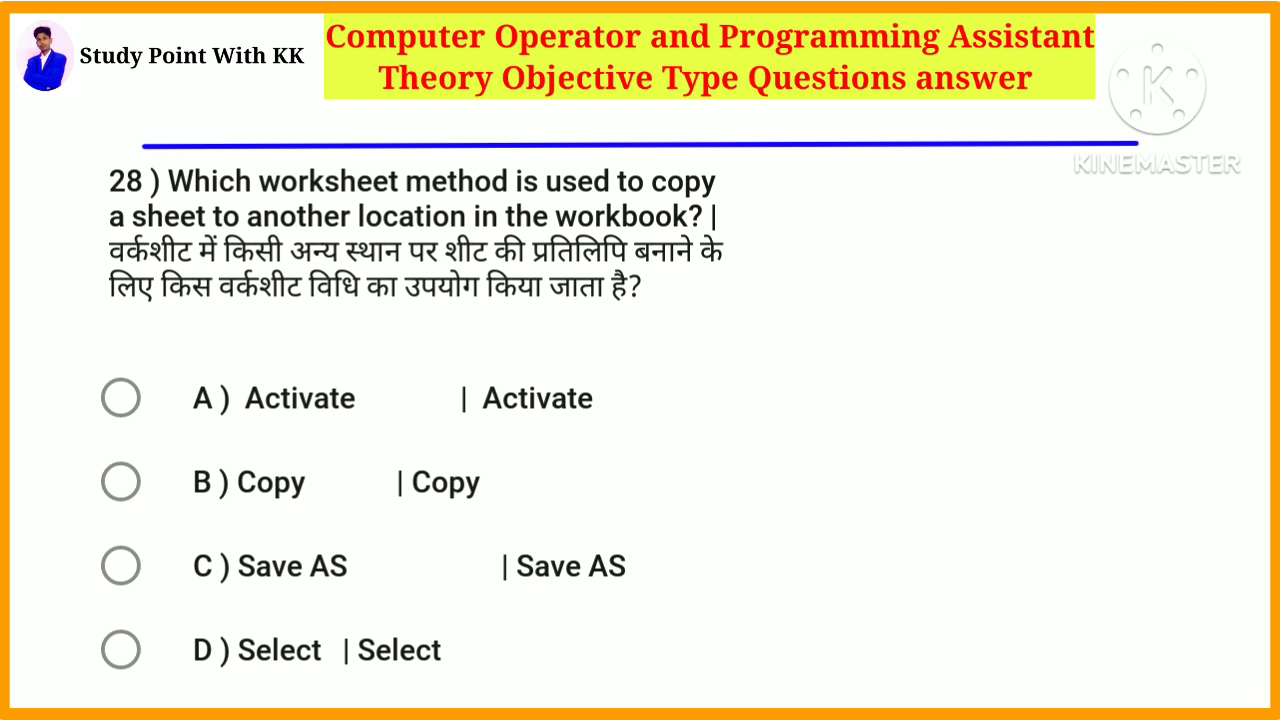 Study Point With KK
Computer Operator and Programming Assistant
Theory Objective Type Questions answer
K
KINEMASTER
28 ) Which worksheet method is used to copy
a sheet to another location in the workbook? |
वर्कशीट में किसी अन्य स्थान पर शीट की प्रतिलिपि बनाने के
लिए किस वर्कशीट विधि का उपयोग किया जाता है?
A ) Activate | Activate
B ) Copy | Copy
C ) Save AS | Save AS
D ) Select | Select